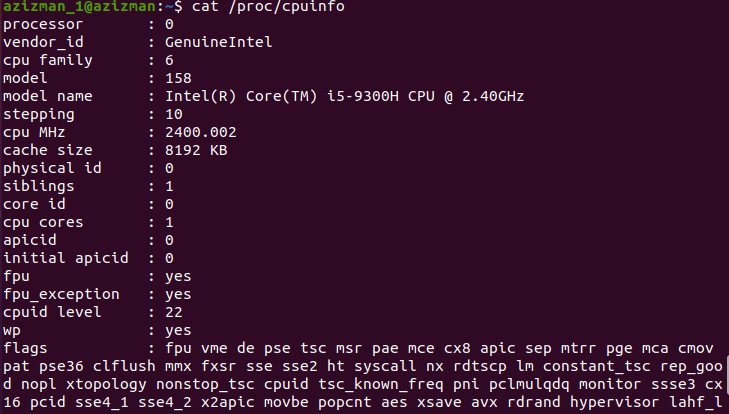 azizman_1@azizman:~$ cat /proc/cpuinfo
processor : 0
vendor_id : GenuineIntel
cpu family : 6
model : 158
model name : Intel(R) Core(TM) i5-9300H CPU @ 2.40GHz
stepping : 10
cpu MHz : 2400.002
cache size : 8192 KB
physical id : 0
siblings : 1
core id : 0
cpu cores : 1
apicid : 0
initial apicid : 0
fpu : yes
fpu_exception : yes
cpuid level : 22
wp : yes
flags : fpu vme de pse tsc msr pae mce cx8 apic sep mtrr pge mca cmov
pat pse36 clflush mmx fxsr sse sse2 ht syscall nx rdtscp lm constant_tsc rep_goo
d nopl xtopology nonstop_tsc cpuid tsc_known_freq pni pclmulqdq monitor ssse3 cx
16 pcid sse4_1 sse4_2 x2apic movbe popcnt aes xsave avx rdrand hypervisor lahf_l